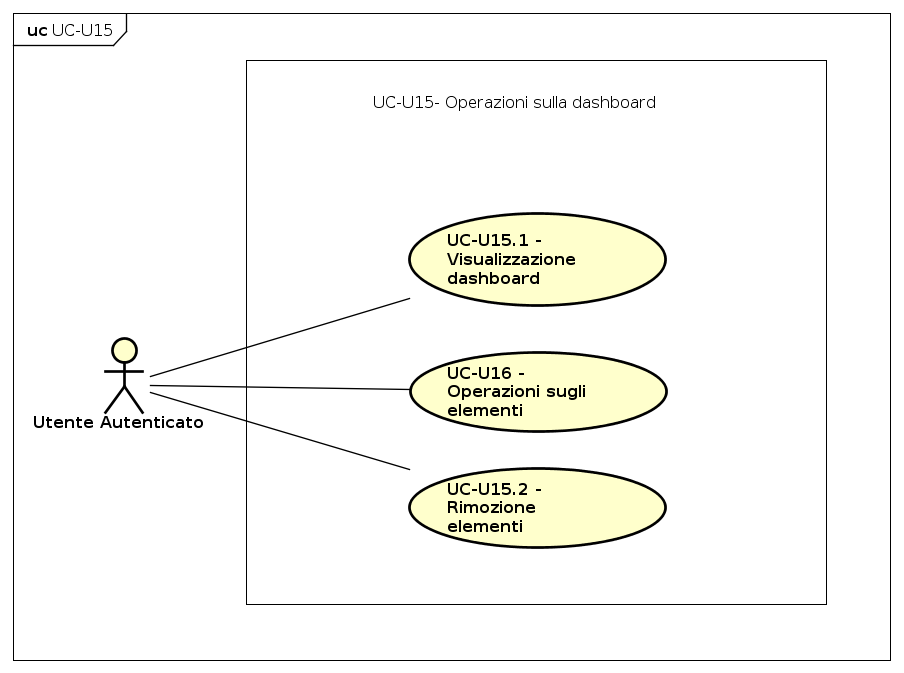 uc UC-U15
UC-U15- Operazioni sulla dashboard
UC-U15.1 -
Visualizzazione
dashboard
UC-U16 -
Operazioni sugli
elementi
Utente Autenticato
UC-U15.2 -
Rimozione
elementi